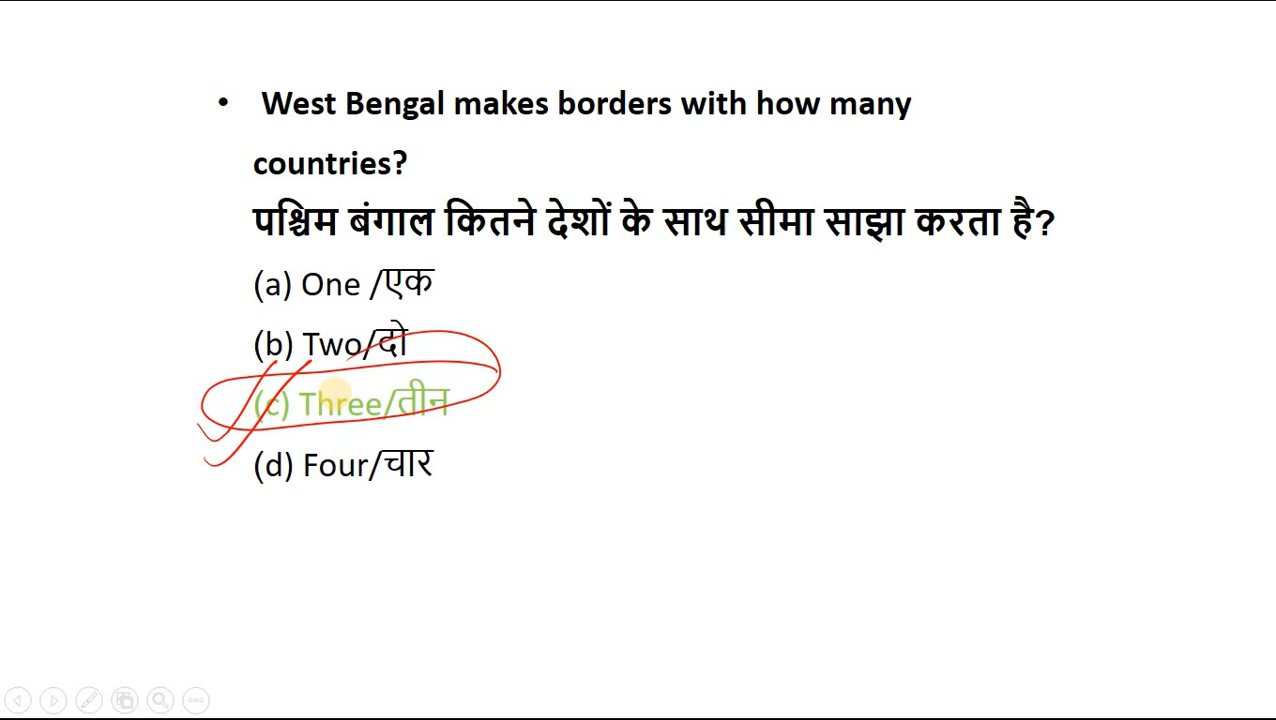 • West Bengal makes borders with how many
countries?
पश्चिम बंगाल कितने देशों के साथ सीमा साझा करता है?
(a) One /एक
(b) Two/दो
(c) Three/तीन
(d) Four/चार